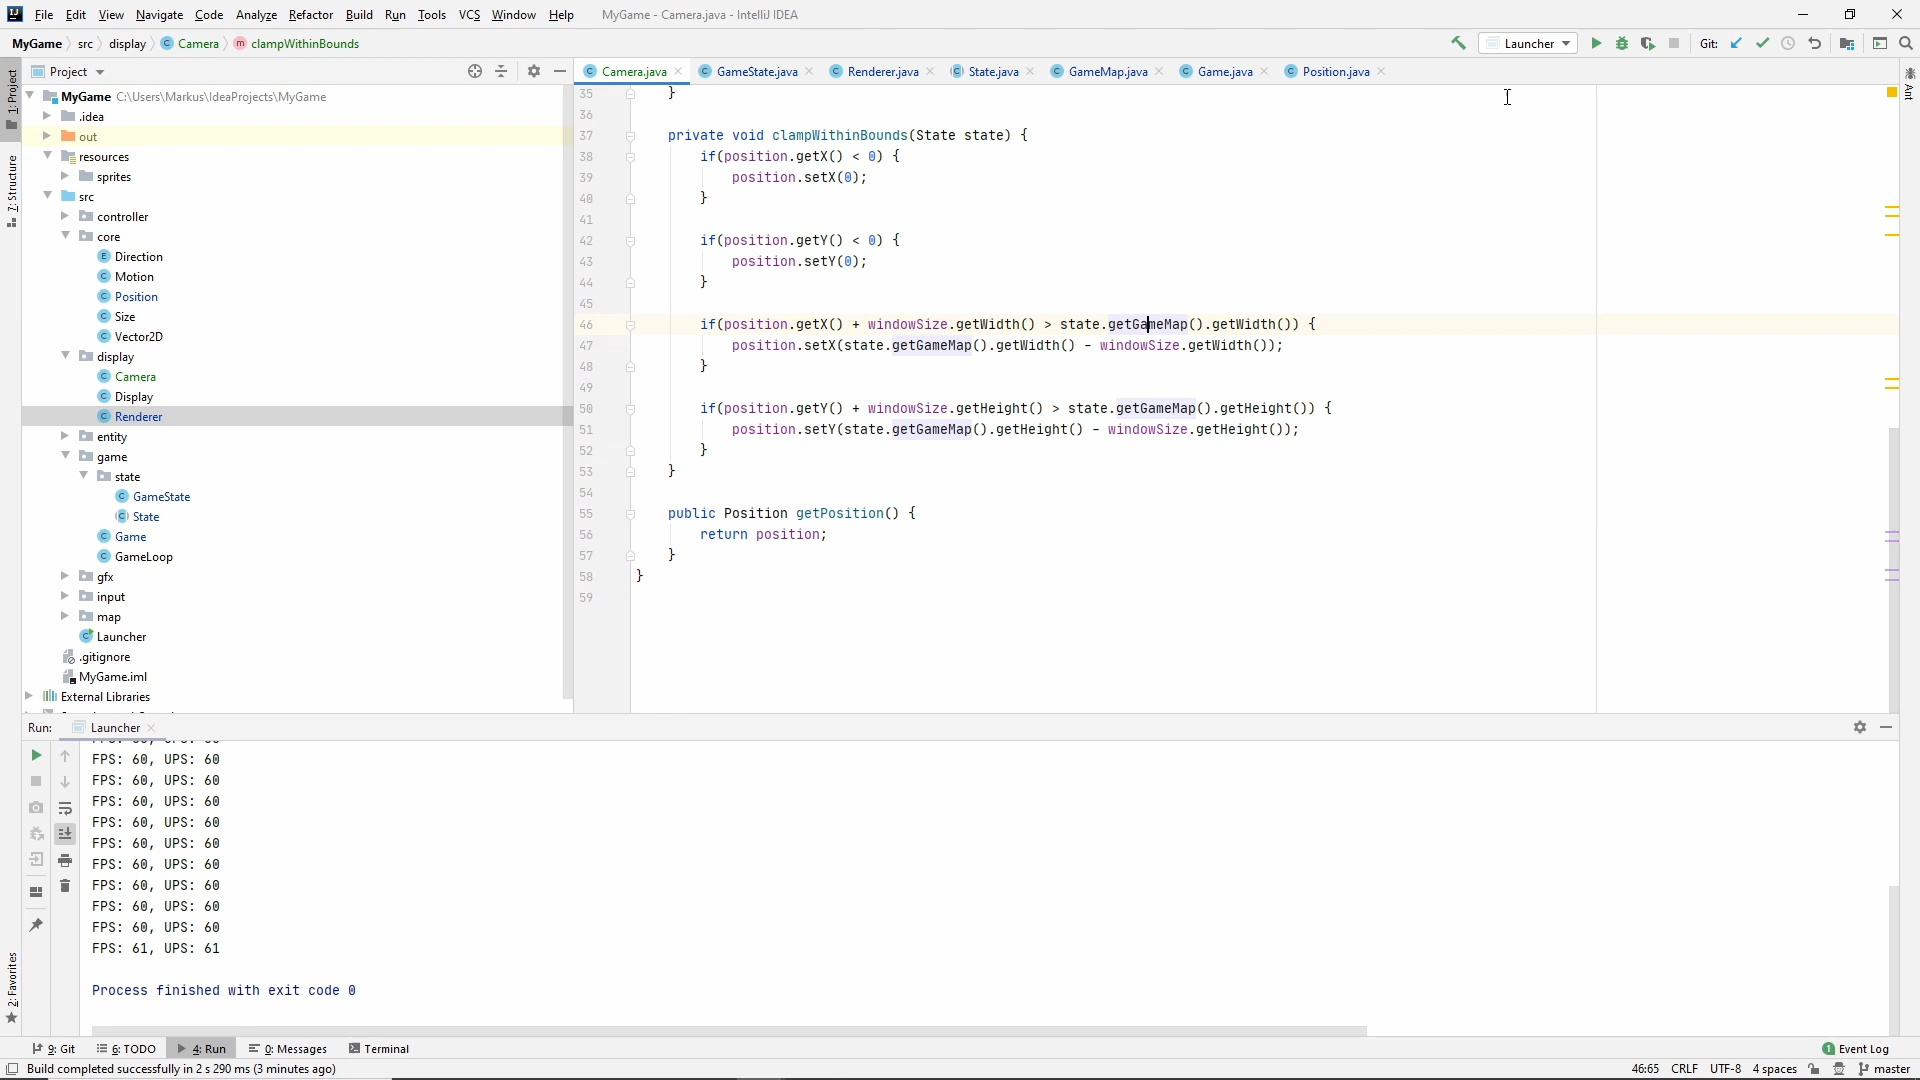 File Edit View Navigate Code Analyze Refactor Build Run Tools VCS Window Help MyGame - Camera.java - IntelliJ IDEA
MyGame src display Camera clampWithinBounds
Launcher Git:
Project
Camera.java GameState.java Renderer.java State.java GameMap.java Game.java Position.java
1: Project
7: Structure
2: Favorites
Ant
MyGame C:\Users\Markus\IdeaProjects\MyGame
.idea
out
resources
sprites
src
controller
core
Direction
Motion
Position
Size
Vector2D
display
Camera
Display
Renderer
entity
game
state
GameState
State
Game
GameLoop
gfx
input
map
Launcher
.gitignore
MyGame.iml
External Libraries
35 }
36
37 private void clampWithinBounds(State state) {
38 if(position.getX() < 0) {
39 position.setX(0);
40 }
41
42 if(position.getY() < 0) {
43 position.setY(0);
44 }
45
46 if(position.getX() + windowSize.getWidth() > state.getGameMap().getWidth()) {
47 position.setX(state.getGameMap().getWidth() - windowSize.getWidth());
48 }
49
50 if(position.getY() + windowSize.getHeight() > state.getGameMap().getHeight()) {
51 position.setY(state.getGameMap().getHeight() - windowSize.getHeight());
52 }
53 }
54
55 public Position getPosition() {
56 return position;
57 }
58 }
59
Run: Launcher
FPS: 60, UPS: 60
FPS: 60, UPS: 60
FPS: 60, UPS: 60
FPS: 60, UPS: 60
FPS: 60, UPS: 60
FPS: 60, UPS: 60
FPS: 60, UPS: 60
FPS: 60, UPS: 60
FPS: 60, UPS: 60
FPS: 61, UPS: 61
Process finished with exit code 0
9: Git 6: TODO 4: Run 0: Messages Terminal 1 Event Log
Build completed successfully in 2 s 290 ms (3 minutes ago) 46:65 CRLF UTF-8 4 spaces master